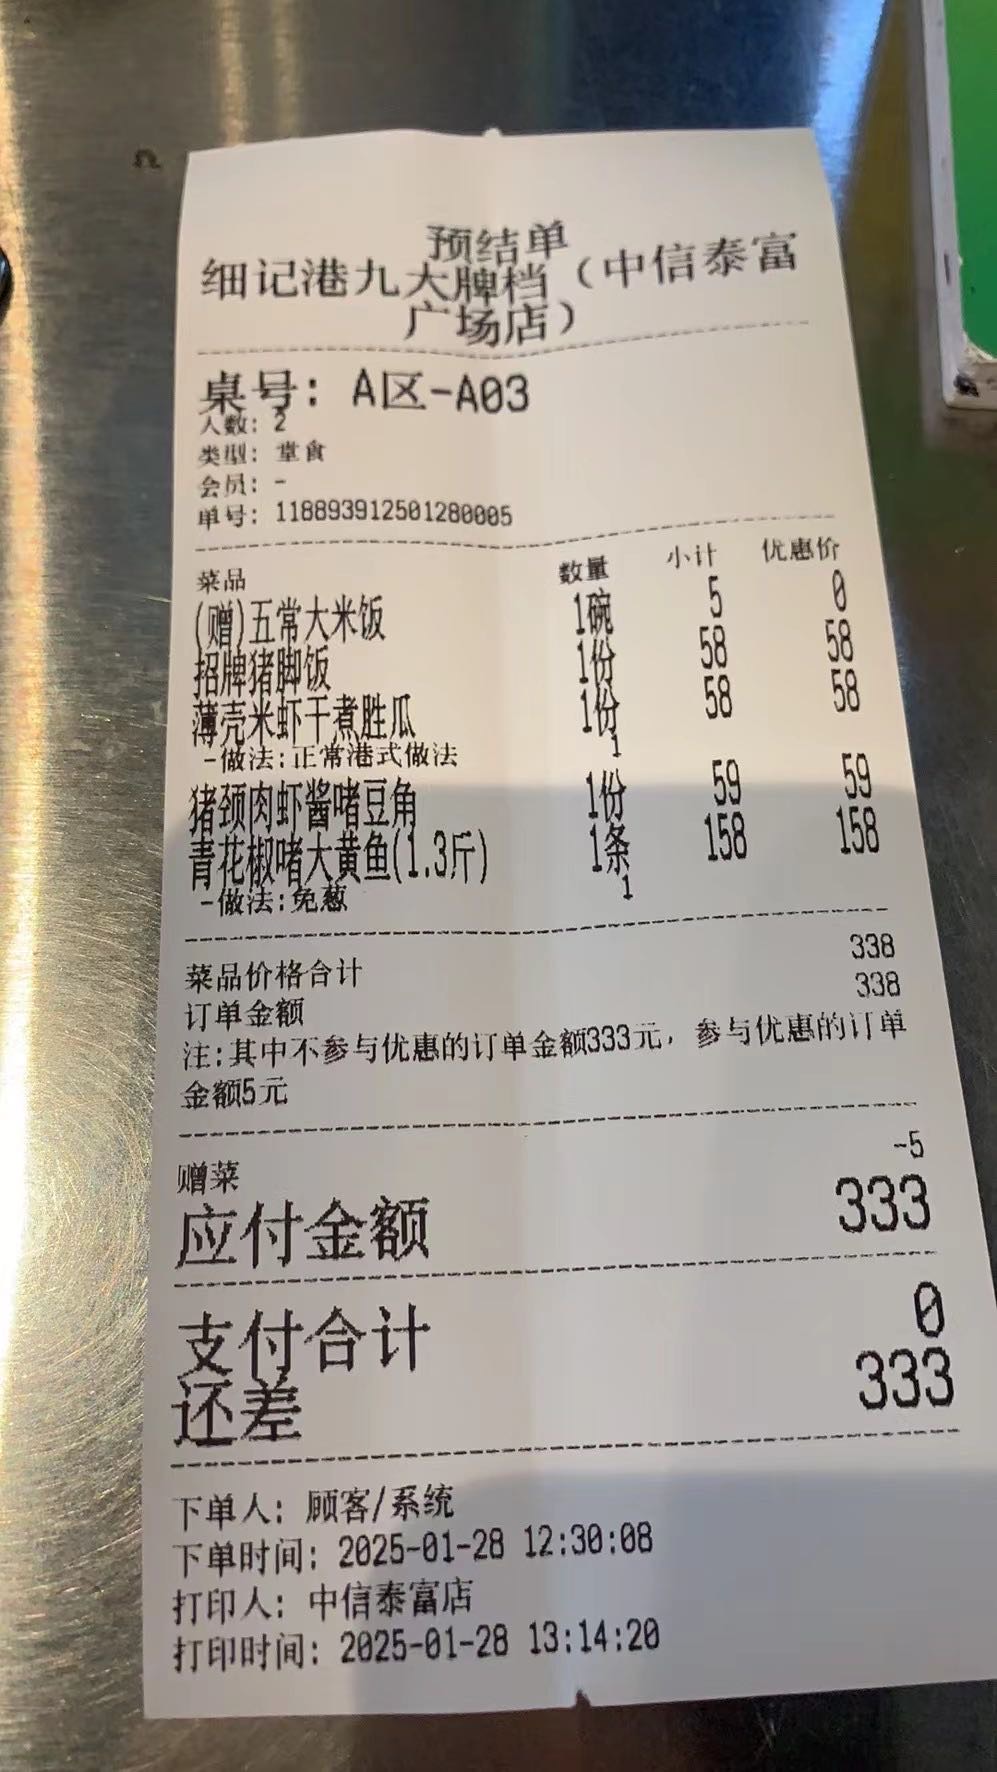 预结单
细记港九大牌档（中信泰富
广场店）
桌号: A区-A03
人数: 2
类型: 堂食
会员: -
单号: 118893912501280005
菜品 数量 小计 优惠价
(赠)五常大米饭 1碗 5 0
招牌猪脚饭 1份 58 58
薄壳米虾干煮胜瓜 1份 58 58
-做法:正常港式做法 1
猪颈肉虾酱啫豆角 1份 59 59
青花椒啫大黄鱼(1.3斤) 1条 158 158
-做法:免葱 1
菜品价格合计 338
订单金额 338
注:其中不参与优惠的订单金额333元，参与优惠的订单
金额5元
赠菜 -5
应付金额 333
支付合计 0
还差 333
下单人: 顾客/系统
下单时间: 2025-01-28 12:30:08
打印人: 中信泰富店
打印时间: 2025-01-28 13:14:20